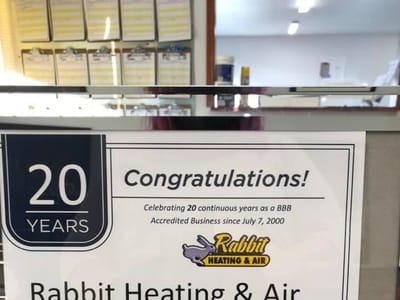 20
YEARS
Congratulations!
Celebrating 20 continuous years as a BBB
Accredited Business since July 7, 2000
Rabbit
HEATING & AIR
Rabbit Heating & Air